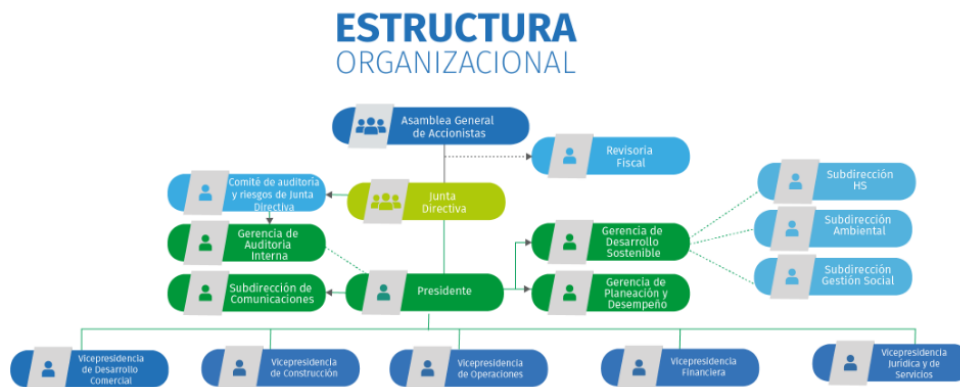 ESTRUCTURA
ORGANIZACIONAL
Asamblea General
de Accionistas
Revisoria
Fiscal
Comité de auditoría
y riesgos de Junta
Directiva
Junta
Directiva
Subdirección
HS
Gerencia de
Auditoria
Interna
Gerencia de
Desarrollo
Sostenible
Subdirección
Ambiental
Subdirección de
Comunicaciones
Presidente
Gerencia de
Planeación y
Desempeño
Subdirección
Gestión Social
Vicepresidencia
de Desarrollo
Comercial
Vicepresidencia
de Construcción
Vicepresidencia
de Operaciones
Vicepresidencia
Financiera
Vicepresidencia
Jurídica y de
Servicios